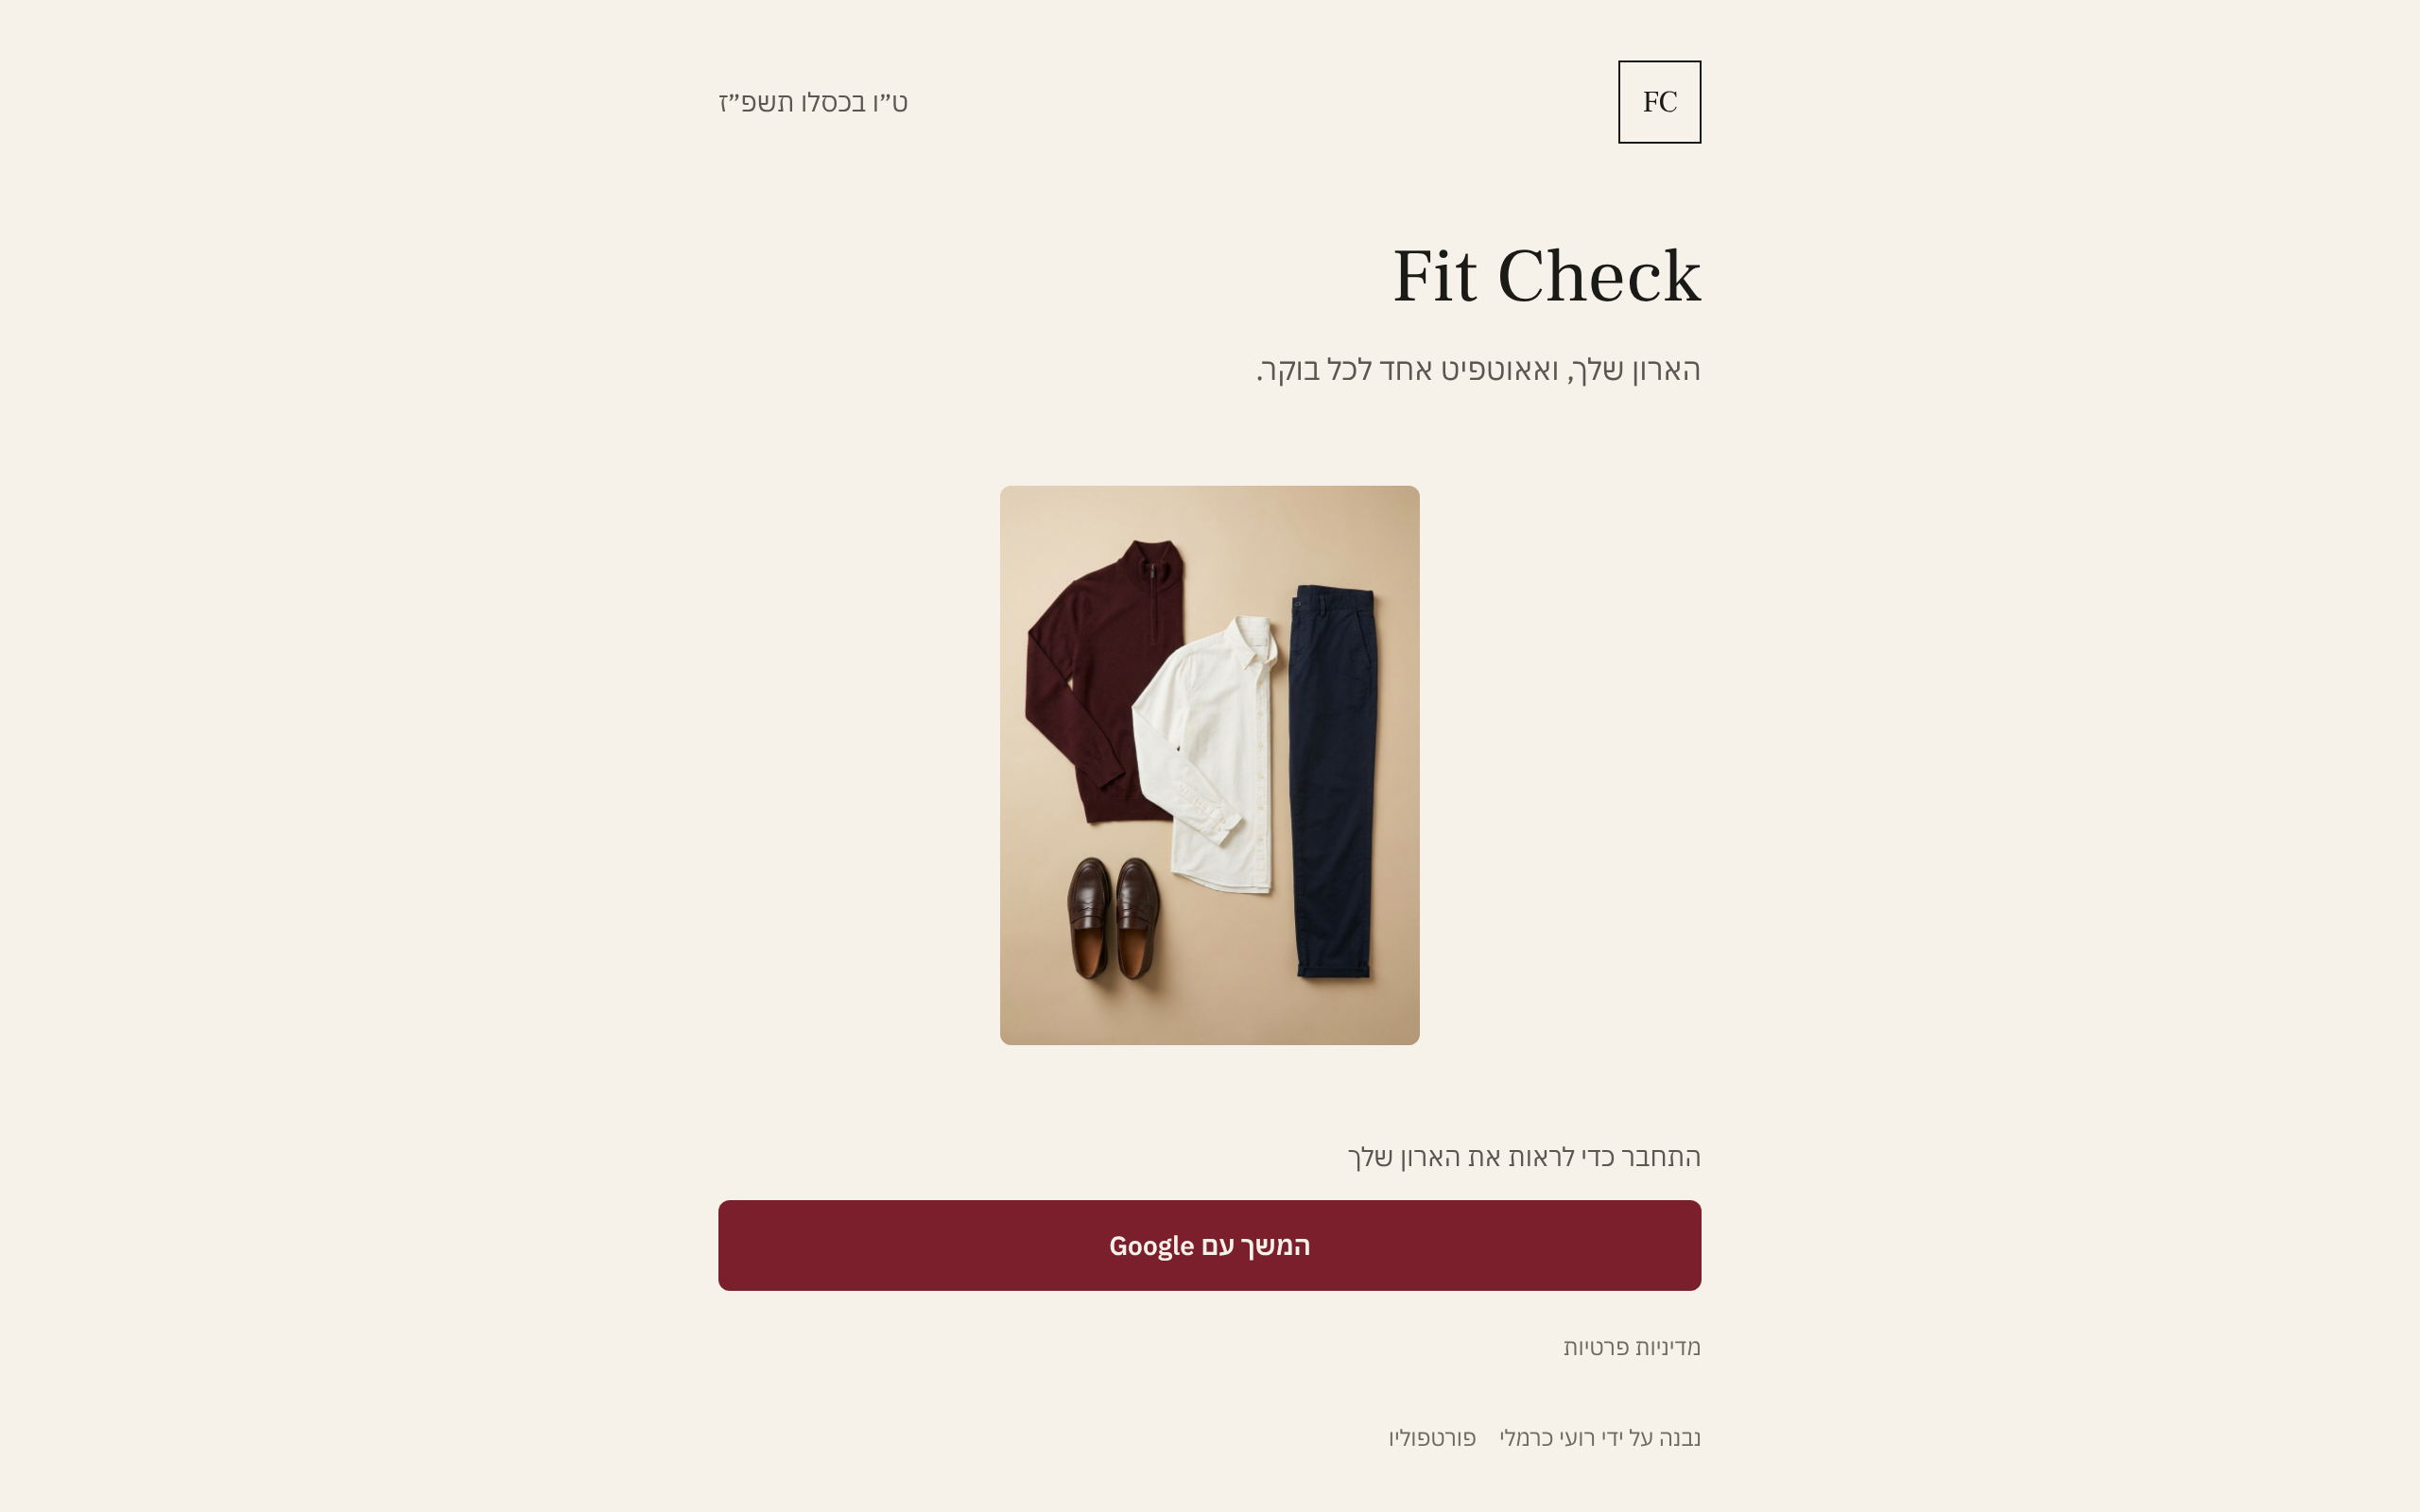 FC
ט״ו בכסלו תשפ״ז
Fit Check
הארון שלך, ואאוטפיט אחד לכל בוקר.
התחבר כדי לראות את הארון שלך
המשך עם Google
מדיניות פרטיות
נבנה על ידי רועי כרמלי פורטפוליו